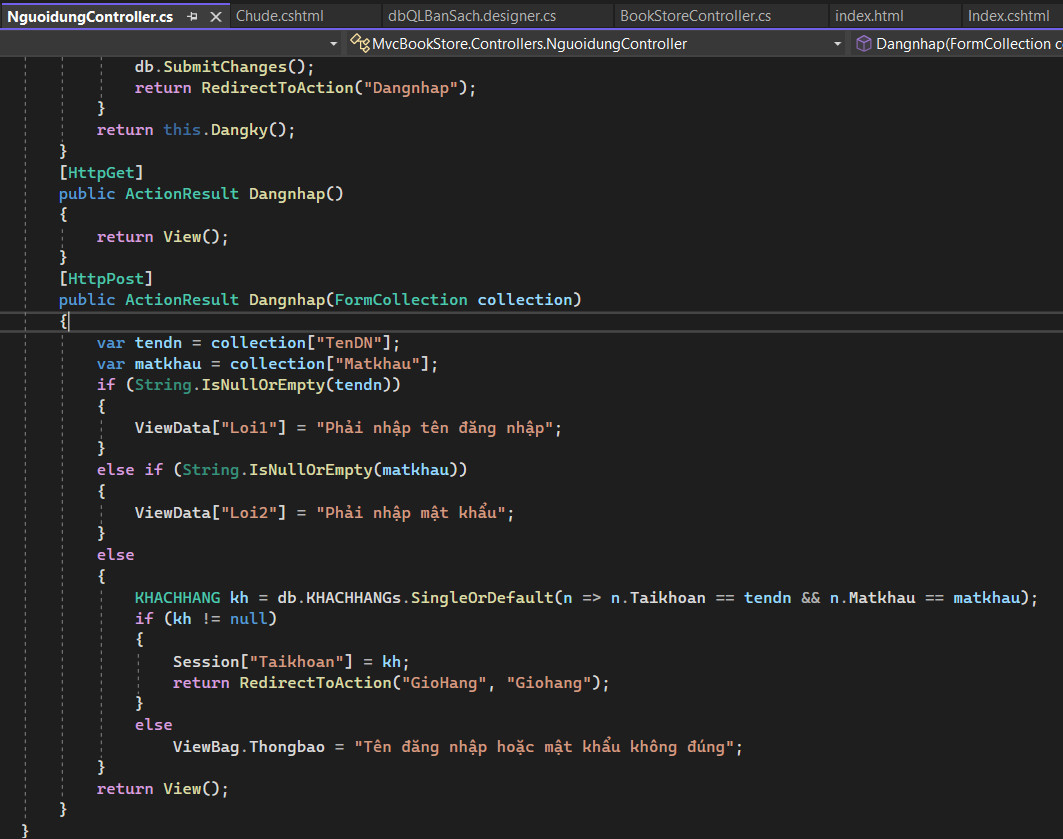 NguoidungController.cs Chude.cshtml dbQLBanSach.designer.cs BookStoreController.cs index.html Index.cshtml
MvcBookStore.Controllers.NguoidungController Dangnhap(FormCollection c
            db.SubmitChanges();
            return RedirectToAction("Dangnhap");
        }
        return this.Dangky();
    }
    [HttpGet]
    public ActionResult Dangnhap()
    {
        return View();
    }
    [HttpPost]
    public ActionResult Dangnhap(FormCollection collection)
    {
        var tendn = collection["TenDN"];
        var matkhau = collection["Matkhau"];
        if (String.IsNullOrEmpty(tendn))
        {
            ViewData["Loi1"] = "Phải nhập tên đăng nhập";
        }
        else if (String.IsNullOrEmpty(matkhau))
        {
            ViewData["Loi2"] = "Phải nhập mật khẩu";
        }
        else
        {
            KHACHHANG kh = db.KHACHHANGs.SingleOrDefault(n => n.Taikhoan == tendn && n.Matkhau == matkhau);
            if (kh != null)
            {
                Session["Taikhoan"] = kh;
                return RedirectToAction("GioHang", "Giohang");
            }
            else
                ViewBag.Thongbao = "Tên đăng nhập hoặc mật khẩu không đúng";
        }
        return View();
    }
}